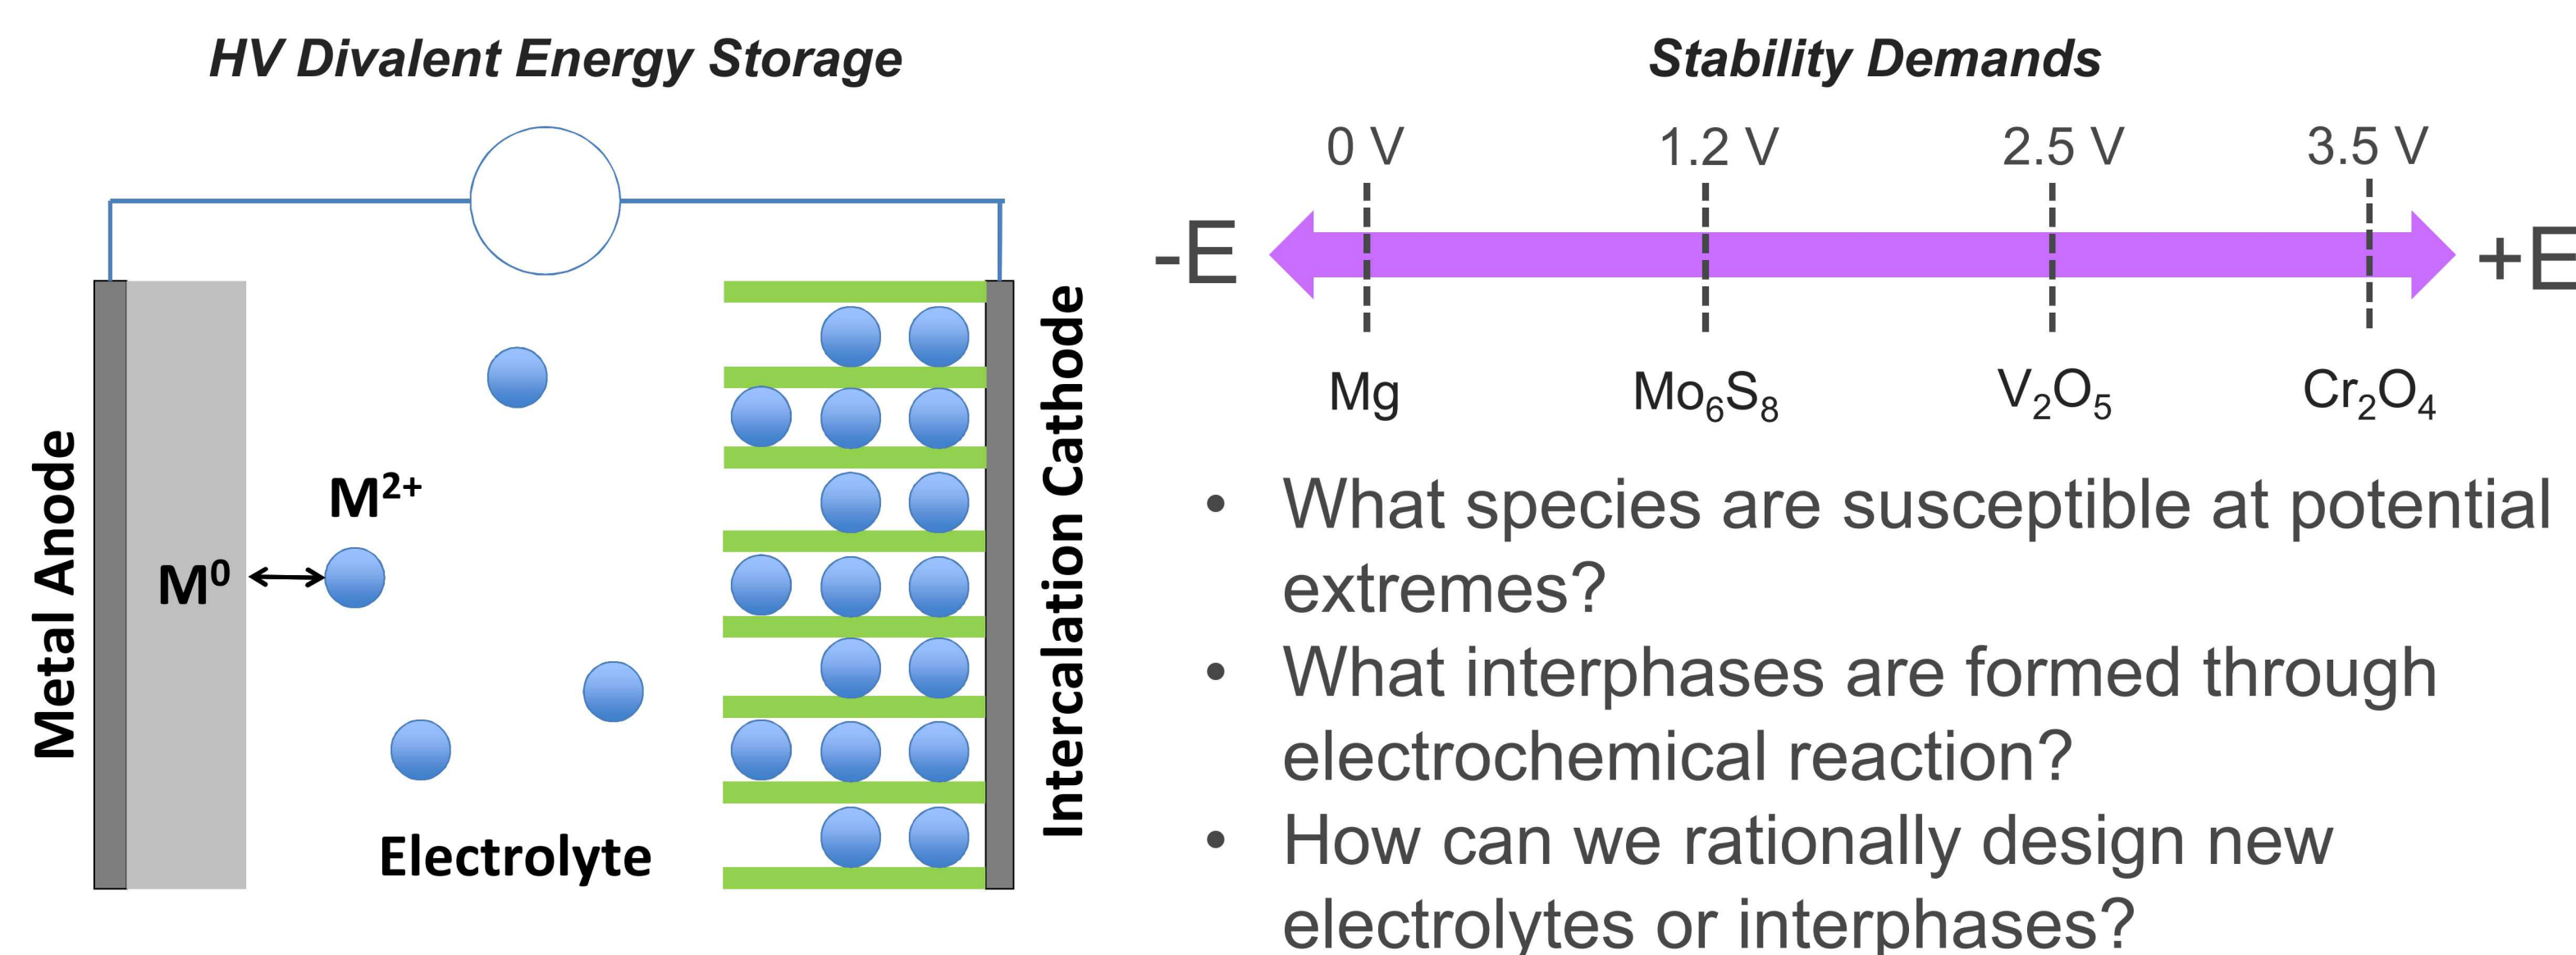 HV Divalent Energy Storage
Metal Anode
M⁰
M²⁺
Electrolyte
Intercalation Cathode
Stability Demands
0 V 1.2 V 2.5 V 3.5 V
-E +E
Mg Mo₆S₈ V₂O₅ Cr₂O₄
• What species are susceptible at potential
extremes?
• What interphases are formed through
electrochemical reaction?
• How can we rationally design new
electrolytes or interphases?